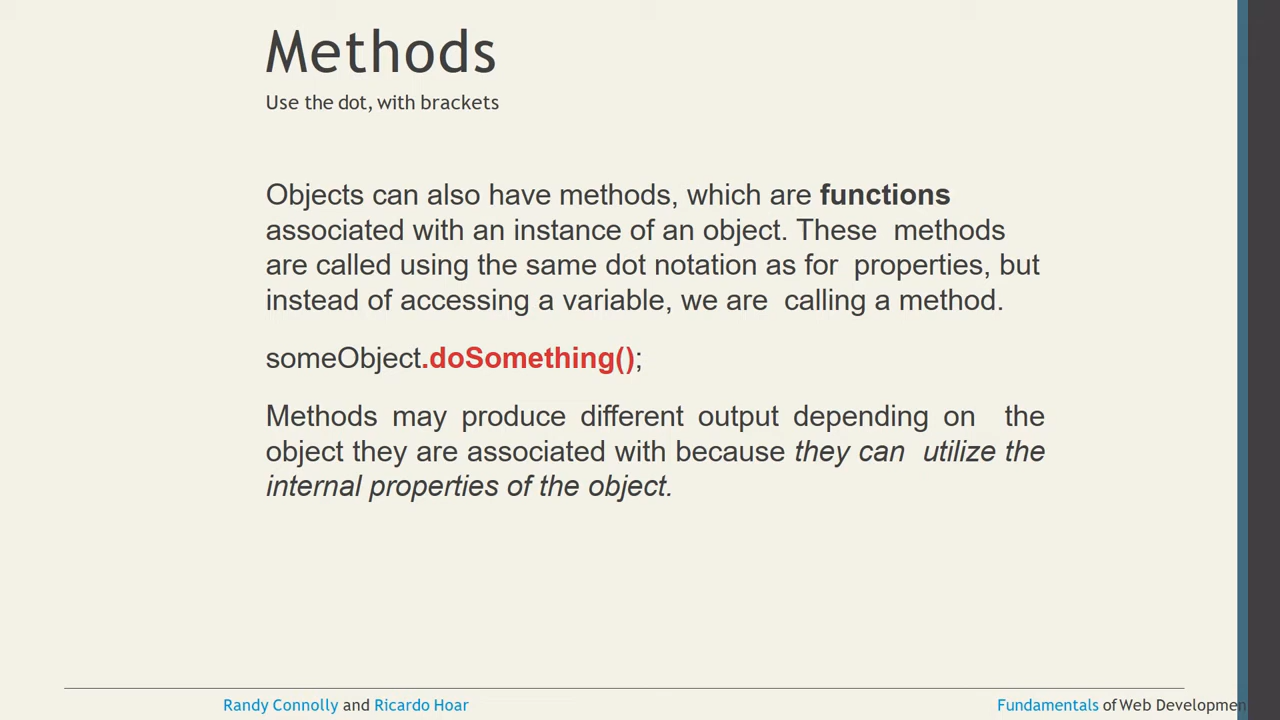 Methods
Use the dot, with brackets
Objects can also have methods, which are functions
associated with an instance of an object. These methods
are called using the same dot notation as for properties, but
instead of accessing a variable, we are calling a method.
someObject.doSomething();
Methods may produce different output depending on the
object they are associated with because they can utilize the
internal properties of the object.
Randy Connolly and Ricardo Hoar
Fundamentals of Web Developmen